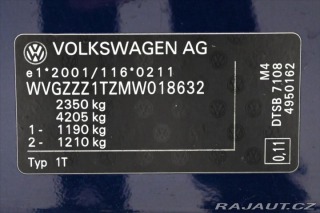 VOLKSWAGEN AG
e1*2001/116*0211
WVGZZZ1TZMW018632
2350 kg
4205 kg
1- 1190 kg
2- 1210 kg
Typ 1T
M4
DTSB 7108
4950162
0,11
RAJAUT.CZ